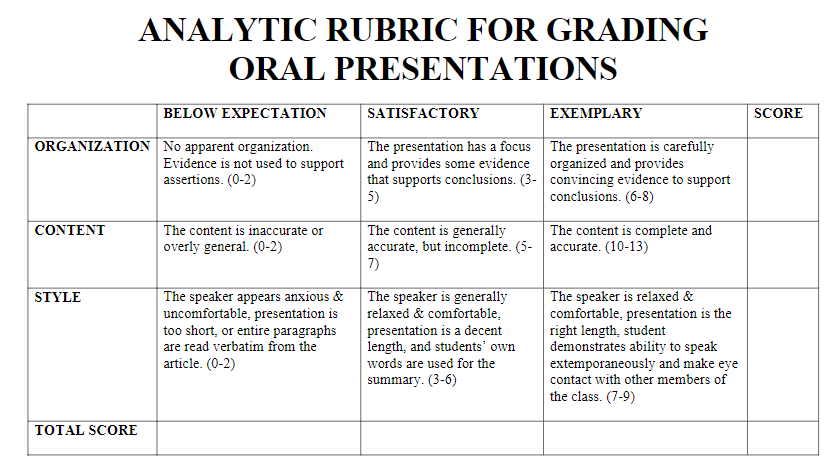 ANALYTIC RUBRIC FOR GRADING
ORAL PRESENTATIONS
BELOW EXPECTATION
SATISFACTORY
EXEMPLARY
SCORE
ORGANIZATION
No apparent organization.
Evidence is not used to support
assertions. (0-2)
The presentation has a focus
and provides some evidence
that supports conclusions. (3-
5)
The presentation is carefully
organized and provides
convincing evidence to support
conclusions. (6-8)
CONTENT
The content is inaccurate or
overly general. (0-2)
The content is generally
accurate, but incomplete. (5-
7)
The content is complete and
accurate. (10-13)
STYLE
The speaker appears anxious &
uncomfortable, presentation is
too short, or entire paragraphs
are read verbatim from the
article. (0-2)
The speaker is generally
relaxed & comfortable,
presentation is a decent
length, and students’ own
words are used for the
summary. (3-6)
The speaker is relaxed &
comfortable, presentation is the
right length, student
demonstrates ability to speak
extemporaneously and make eye
contact with other members of
the class. (7-9)
TOTAL SCORE